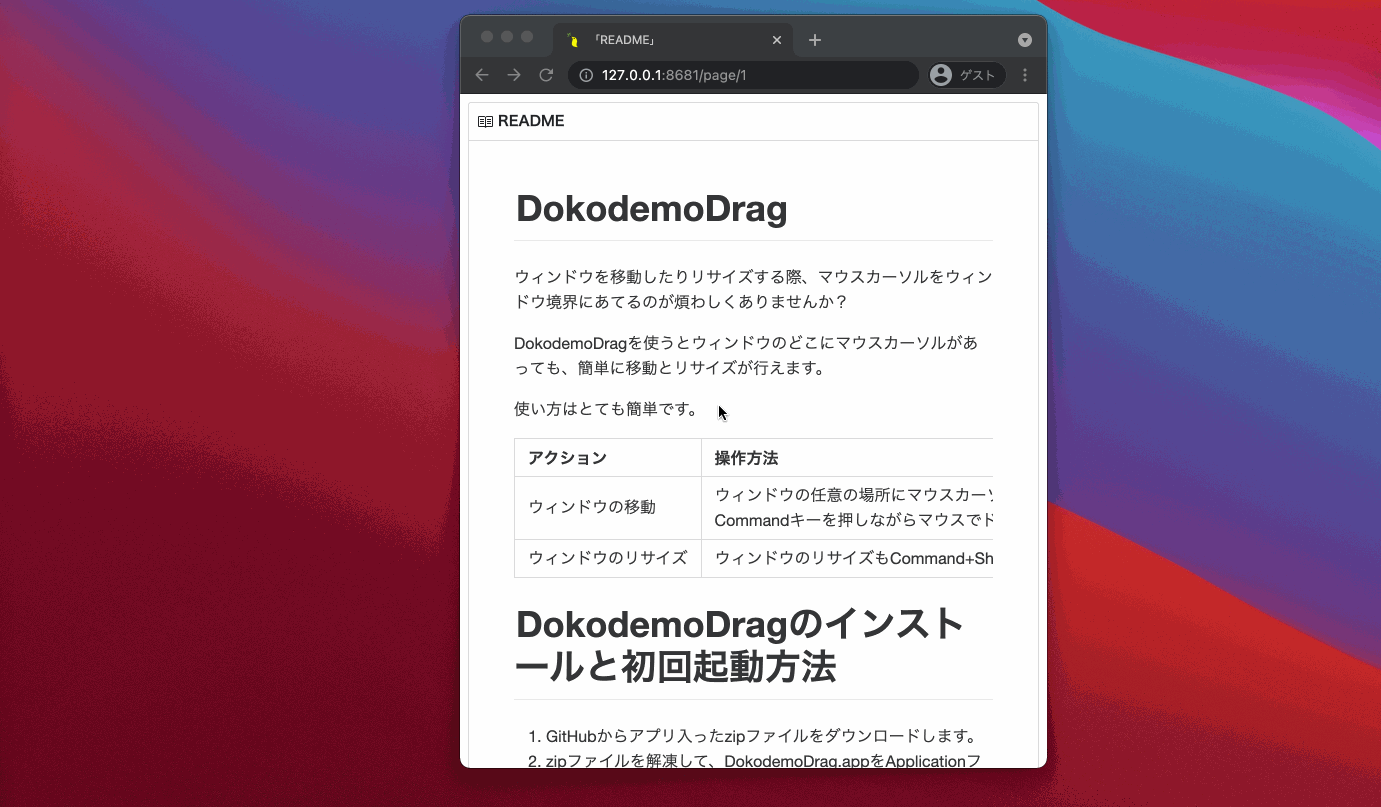 「README」
127.0.0.1:8681/page/1
ゲスト
README
DokodemoDrag
ウィンドウを移動したりリサイズする際、マウスカーソルをウィン
ドウ境界にあてるのが煩わしくありませんか？
DokodemoDragを使うとウィンドウのどこにマウスカーソルがあ
っても、簡単に移動とリサイズが行えます。
使い方はとても簡単です。
アクション 操作方法
ウィンドウの移動
ウィンドウの任意の場所にマウスカーソ
Commandキーを押しながらマウスでド
ウィンドウのリサイズ ウィンドウのリサイズもCommand+Sh
DokodemoDragのインスト
ールと初回起動方法
1. GitHubからアプリ入ったzipファイルをダウンロードします。
2. zipファイルを解凍して、DokodemoDrag.appをApplicationフ